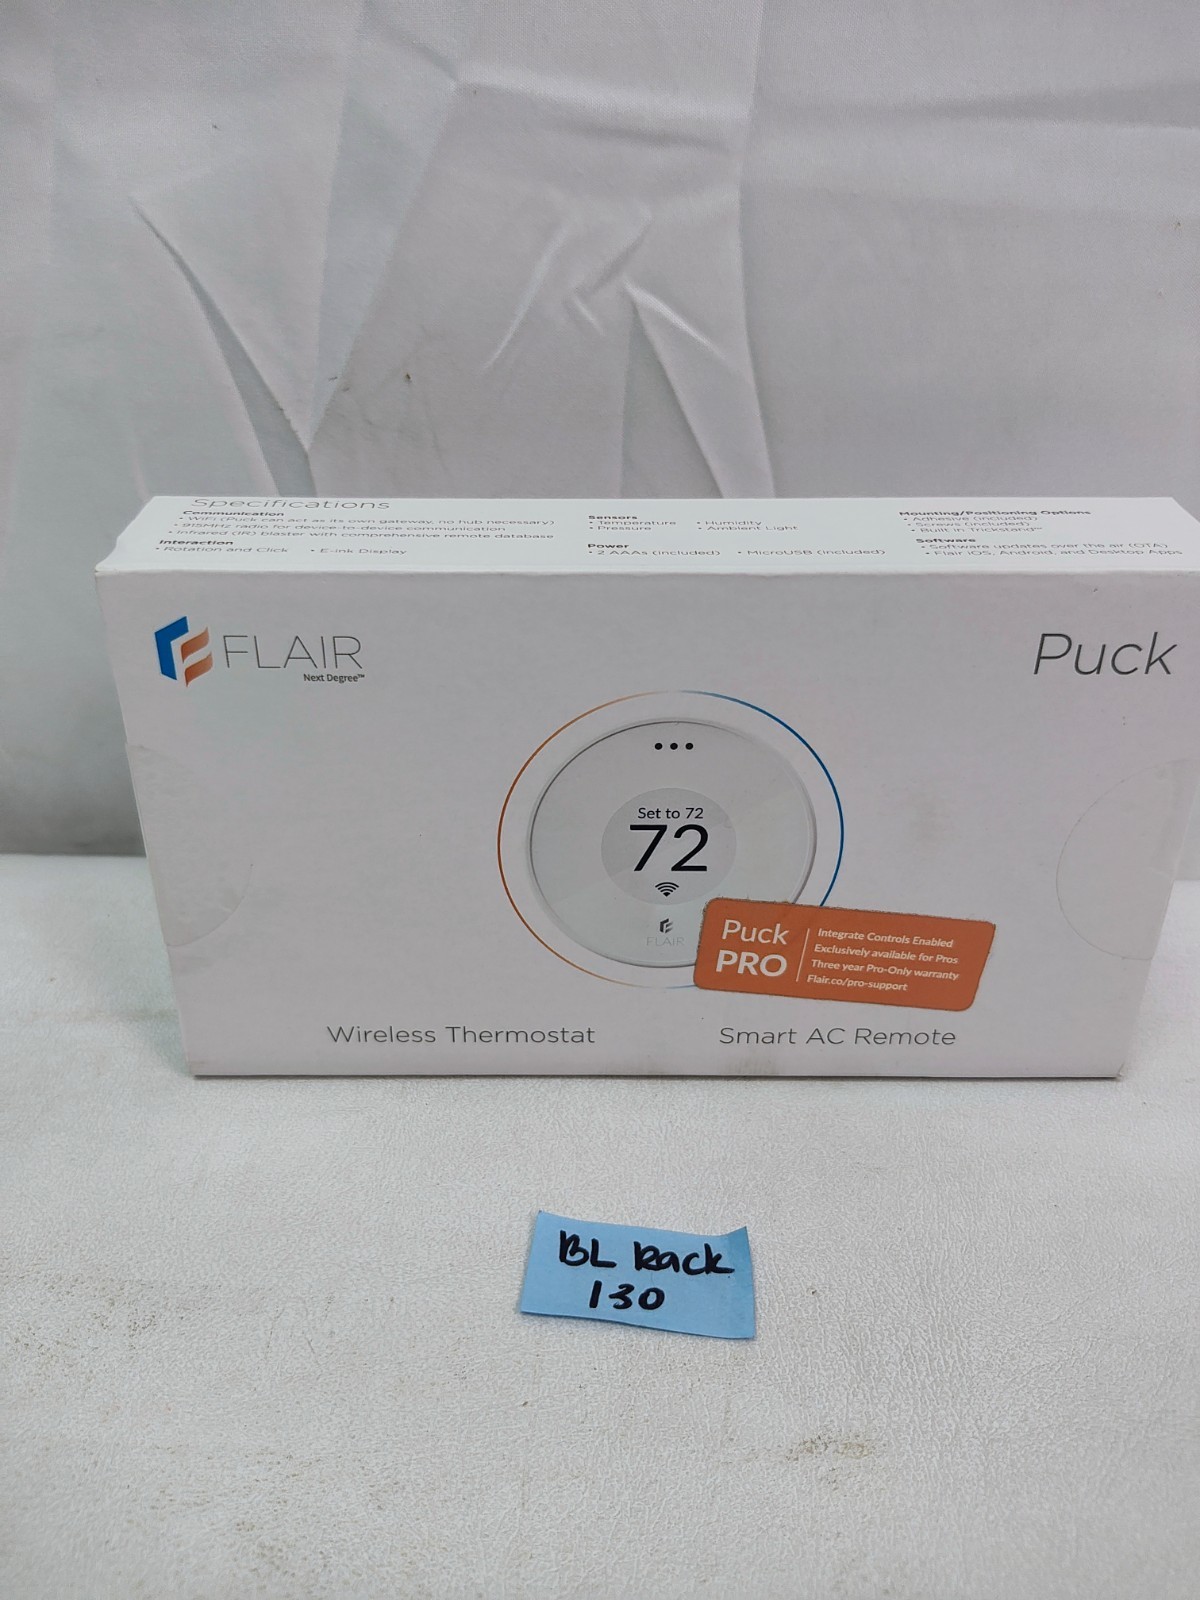 Specifications
Communication
• WiFi (Puck can act as its own gateway, no hub necessary)
• 915MHz radio for device-to-device communication
• Infrared (IR) blaster with comprehensive remote database
Interaction
• Rotation and Click • E-ink Display
Sensors
• Temperature • Humidity
• Pressure • Ambient Light
Power
• 2 AAAs (included) • MicroUSB (included)
Mounting/Positioning Options
• Adhesive (included)
• Screws (included)
• Built in Trickstand™
Software
• Software updates over the air (OTA)
• Flair iOS, Android, and Desktop Apps
FLAIR
Next Degree™
Puck
Set to 72
72
FLAIR
Puck
PRO
Integrate Controls Enabled
Exclusively available for Pros
Three year Pro-Only warranty
Flair.co/pro-support
Wireless Thermostat
Smart AC Remote
BL Rack
130